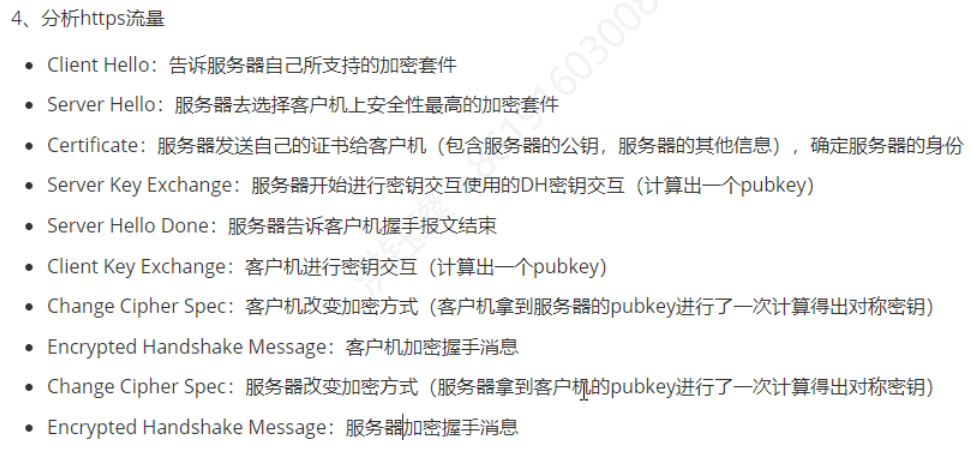 4、分析https流量
• Client Hello：告诉服务器自己所支持的加密套件
• Server Hello：服务器去选择客户机上安全性最高的加密套件
• Certificate：服务器发送自己的证书给客户机（包含服务器的公钥，服务器的其他信息），确定服务器的身份
• Server Key Exchange：服务器开始进行密钥交互使用的DH密钥交互（计算出一个pubkey）
• Server Hello Done：服务器告诉客户机握手报文结束
• Client Key Exchange：客户机进行密钥交互（计算出一个pubkey）
• Change Cipher Spec：客户机改变加密方式（客户机拿到服务器的pubkey进行了一次计算得出对称密钥）
• Encrypted Handshake Message：客户机加密握手消息
• Change Cipher Spec：服务器改变加密方式（服务器拿到客户机的pubkey进行了一次计算得出对称密钥）
• Encrypted Handshake Message：服务器加密握手消息